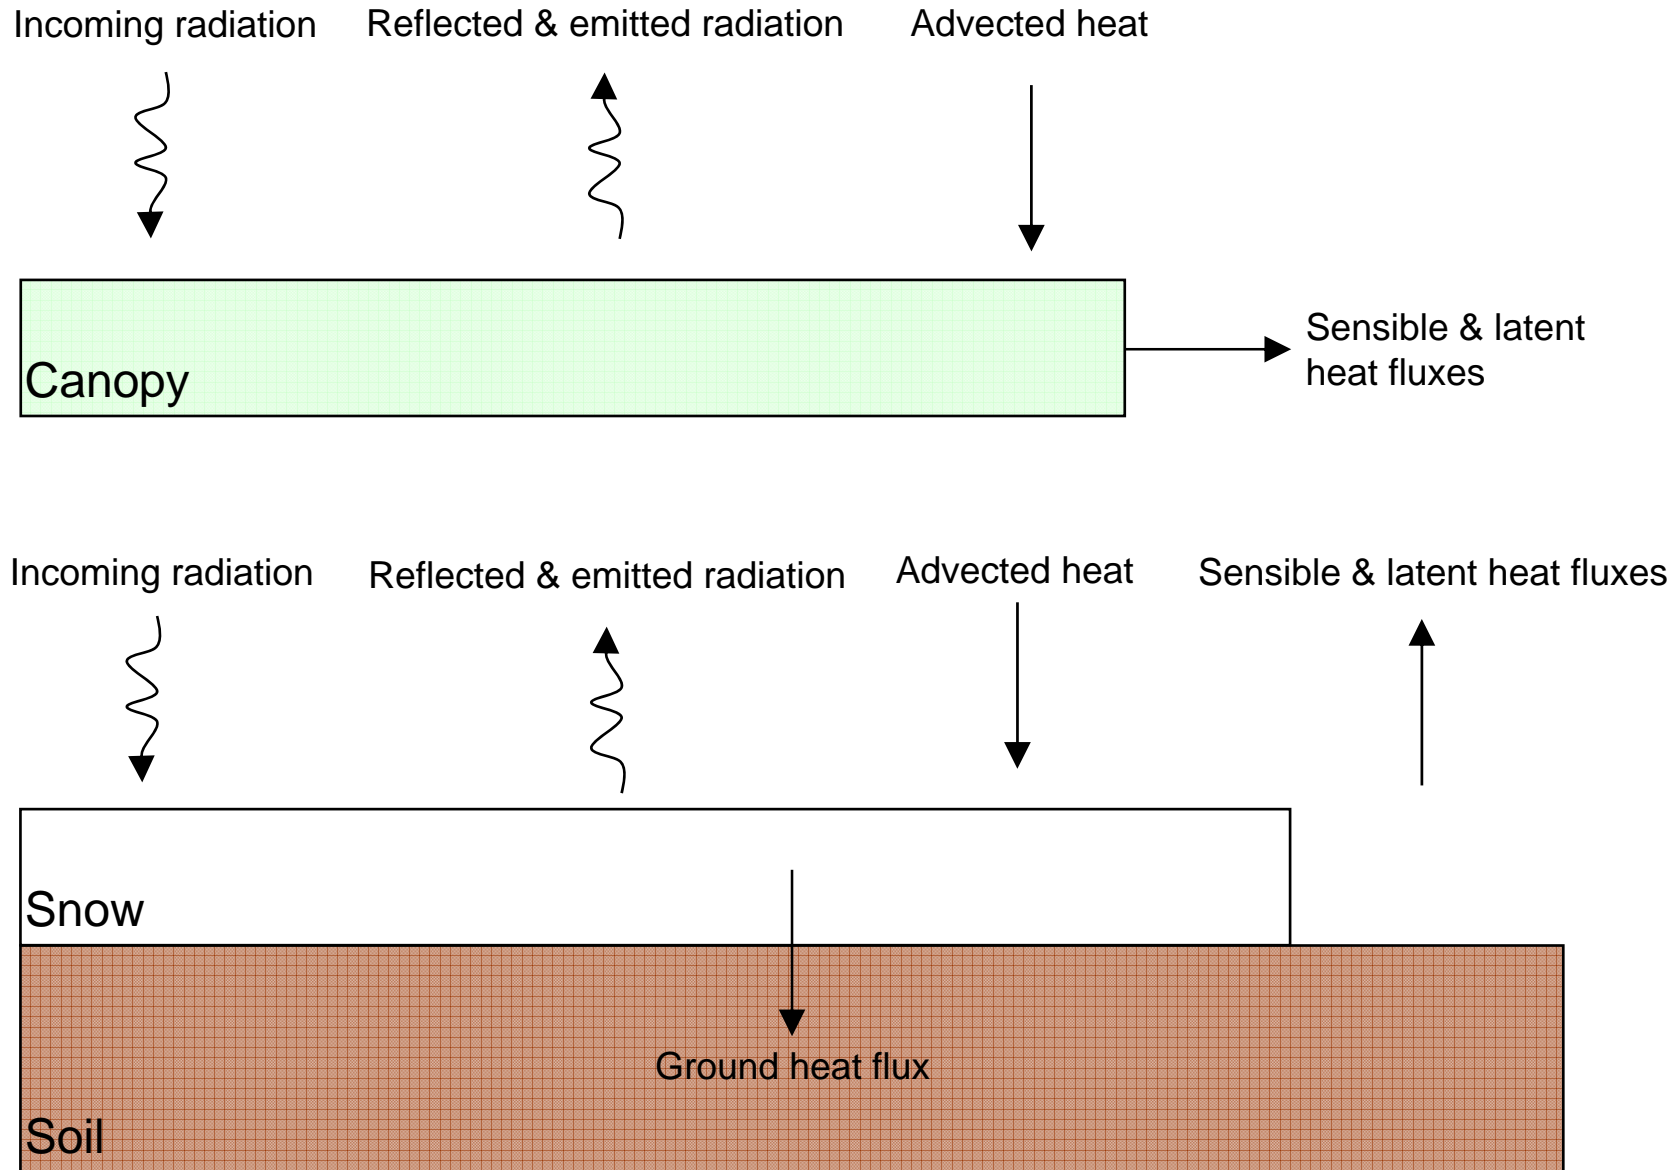 Incoming radiation
Reflected & emitted radiation
Advected heat
Sensible & latent
heat fluxes
Canopy
Incoming radiation
Reflected & emitted radiation
Advected heat
Sensible & latent heat fluxes
Snow
Ground heat flux
Soil